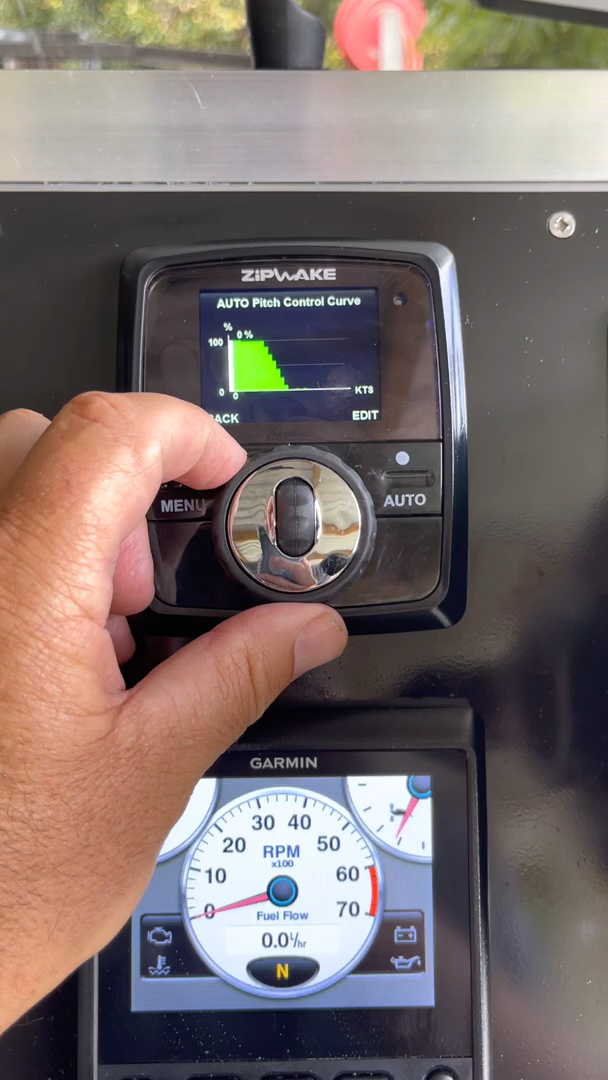 ZIPWAKE
AUTO Pitch Control Curve
%
100
0 %
0
0
KTS
EDIT
MENU
AUTO
GARMIN
0
10
20
30
40
50
60
70
RPM
x100
Fuel Flow
0.0 L/hr
N